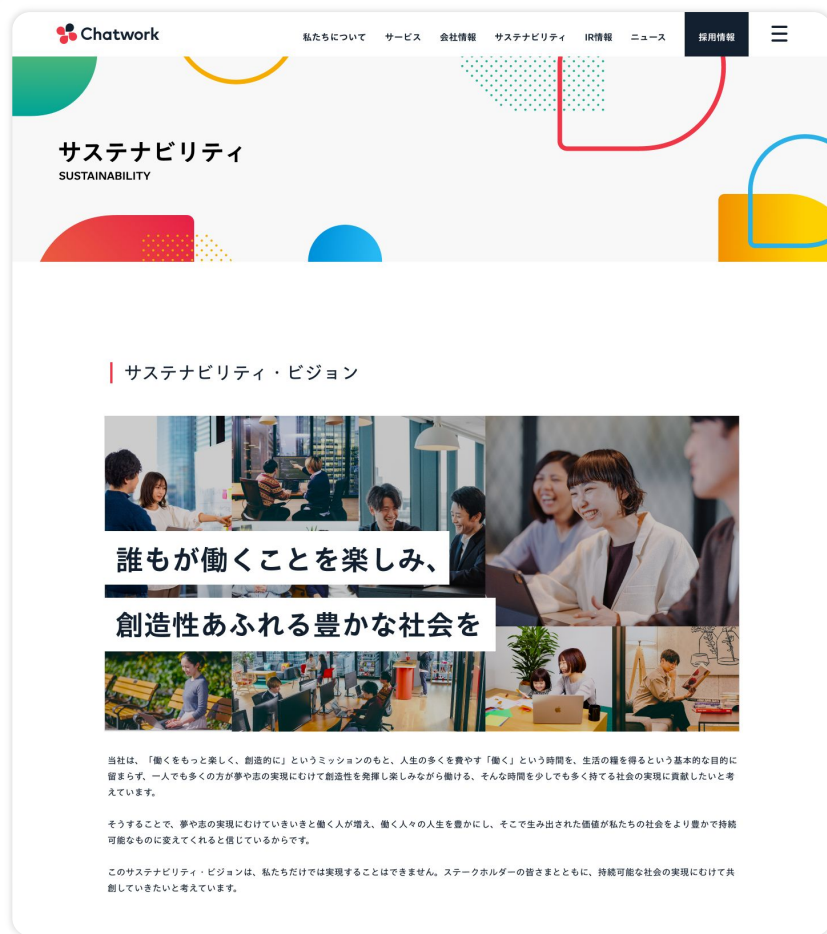 Chatwork
私たちについて サービス 会社情報 サステナビリティ IR情報 ニュース 採用情報
サステナビリティ
SUSTAINABILITY
サステナビリティ・ビジョン
誰もが働くことを楽しみ、
創造性あふれる豊かな社会を
当社は、「働くをもっと楽しく、創造的に」というミッションのもと、人生の多くを費やす「働く」という時間を、生活の糧を得るという基本的な目的に
留まらず、一人でも多くの方が夢や志の実現にむけて創造性を発揮し楽しみながら働ける、そんな時間を少しでも多く持てる社会の実現に貢献したいと考
えています。
そうすることで、夢や志の実現にむけていきいきと働く人が増え、働く人々の人生を豊かにし、そこで生み出された価値が私たちの社会をより豊かで持続
可能なものに変えてくれると信じているからです。
このサステナビリティ・ビジョンは、私たちだけでは実現することはできません。ステークホルダーの皆さまとともに、持続可能な社会の実現にむけて共
創していきたいと考えています。